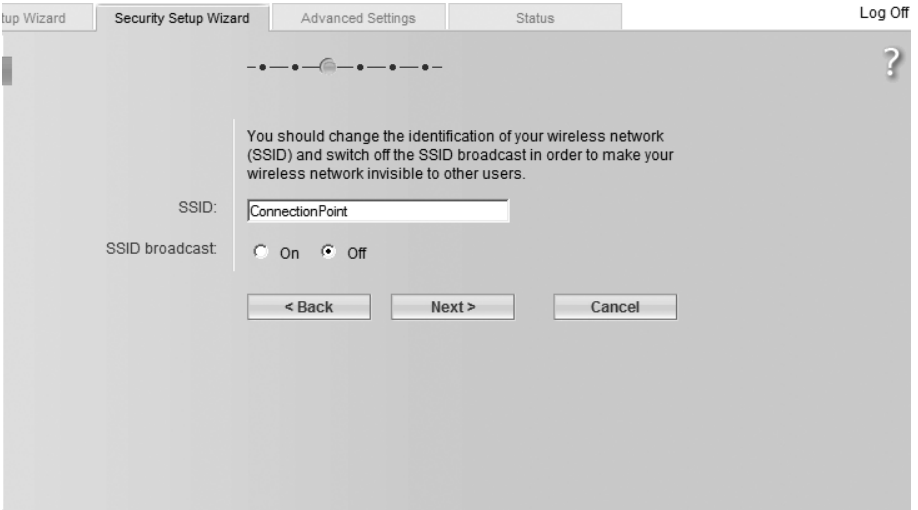 tup Wizard
Security Setup Wizard
Advanced Settings
Status
Log Off
?
You should change the identification of your wireless network
(SSID) and switch off the SSID broadcast in order to make your
wireless network invisible to other users.
SSID: ConnectionPoint
SSID broadcast: On Off
< Back Next > Cancel